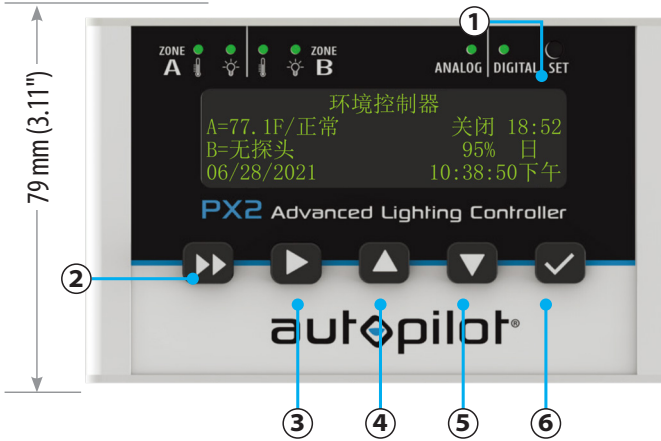 ①
ZONE A ZONE B ANALOG DIGITAL SET
环境控制器
A=77.1F/正常 关闭 18:52
B=无探头 95% 日
06/28/2021 10:38:50下午
PX2 Advanced Lighting Controller
②
autopilot®
③ ④ ⑤ ⑥
79 mm (3.11")